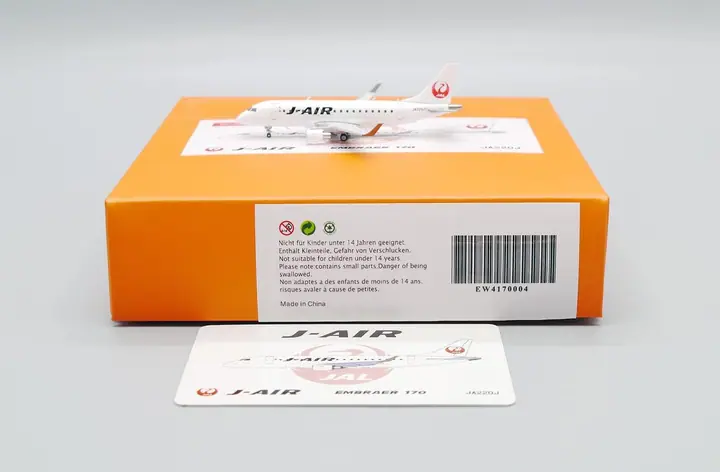 J-AIR
J-AIR EMBRAER 170 JA220J
Nicht für Kinder unter 14 Jahren geeignet.
Enthalt Kleinteile, Gefahr von Verschlucken.
Not suitable for children under 14 years.
Please note:contains small parts.Danger of being
swallowed.
Non adaptes a des enfants de moins de 14 ans.
risques avaler à cause de petites.
Made in China
EW4170004
J-AIR
J-AIR
JAL
J-AIR EMBRAER 170 JA220J